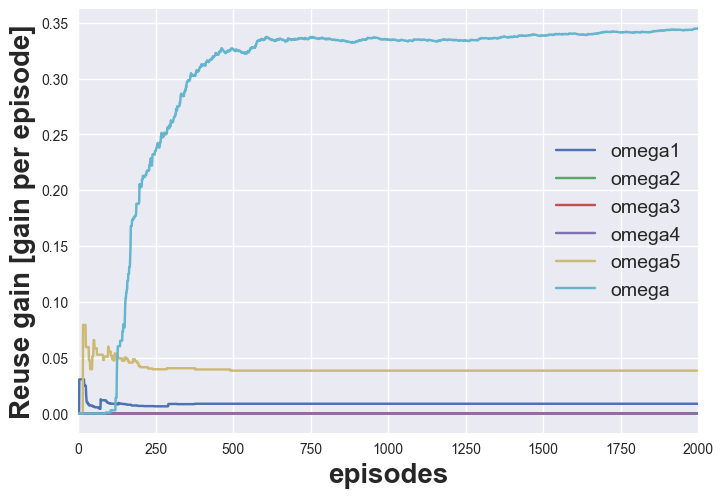 Reuse gain [gain per episode]
0.35
0.30
0.25
0.20
0.15
0.10
0.05
0.00
omega1
omega2
omega3
omega4
omega5
omega
0 250 500 750 1000 1250 1500 1750 2000
episodes